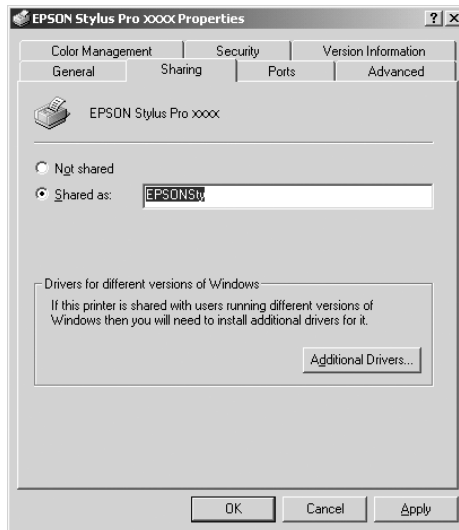 EPSON Stylus Pro XXXX Properties
? X
Color Management Security Version Information
General Sharing Ports Advanced
EPSON Stylus Pro xxxx
Not shared
Shared as: EPSONSty
Drivers for different versions of Windows
If this printer is shared with users running different versions of
Windows then you will need to install additional drivers for it.
Additional Drivers...
OK Cancel Apply